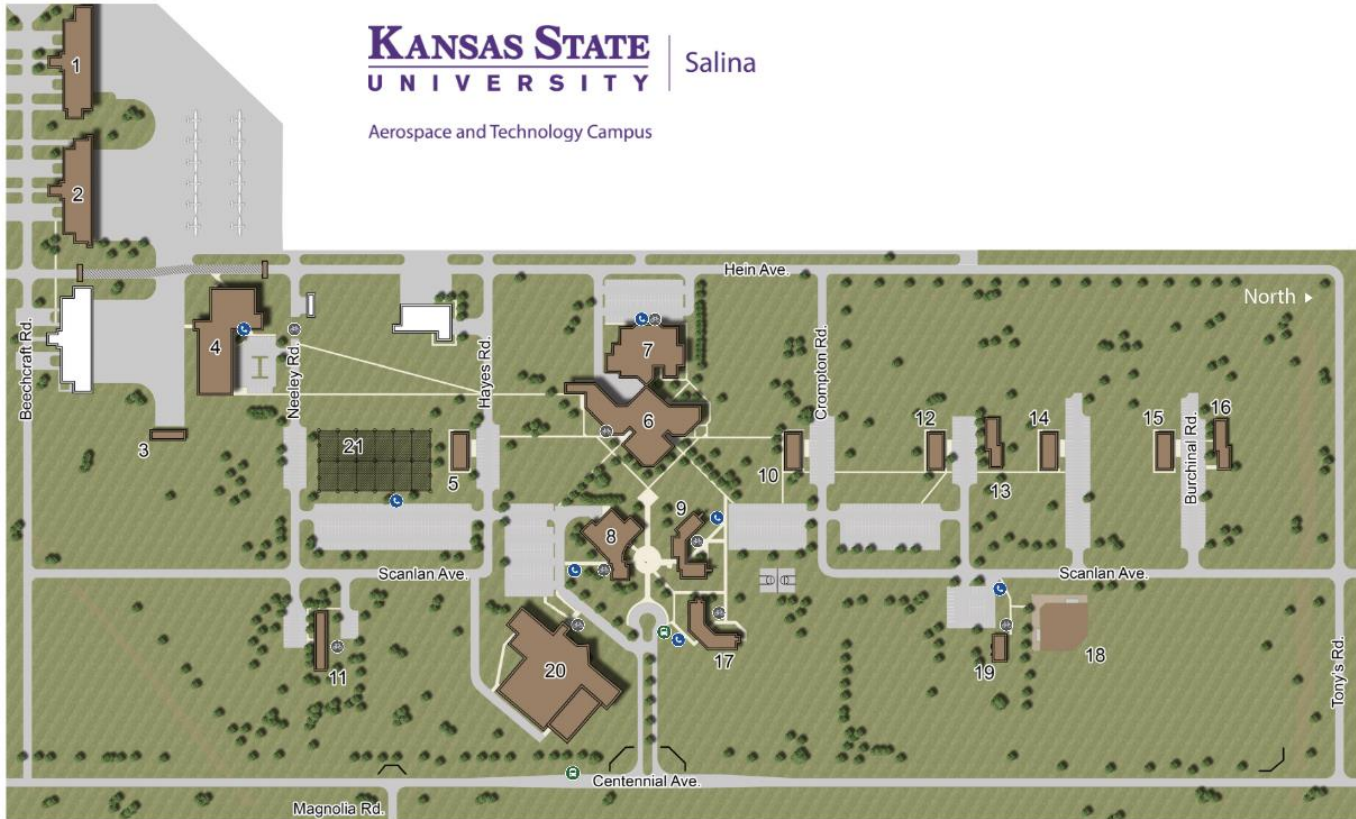 KANSAS STATE
UNIVERSITY
Salina
Aerospace and Technology Campus
1
2
Hein Ave.
North
Beechcraft Rd.
4
Neeley Rd.
H
Hayes Rd.
7
Crompton Rd.
6
3
21
5
10
12
13
14
15
Burchinal Rd.
16
8
9
Scanlan Ave.
Scanlan Ave.
11
20
17
19
18
Tony's Rd.
Centennial Ave.
Magnolia Rd.